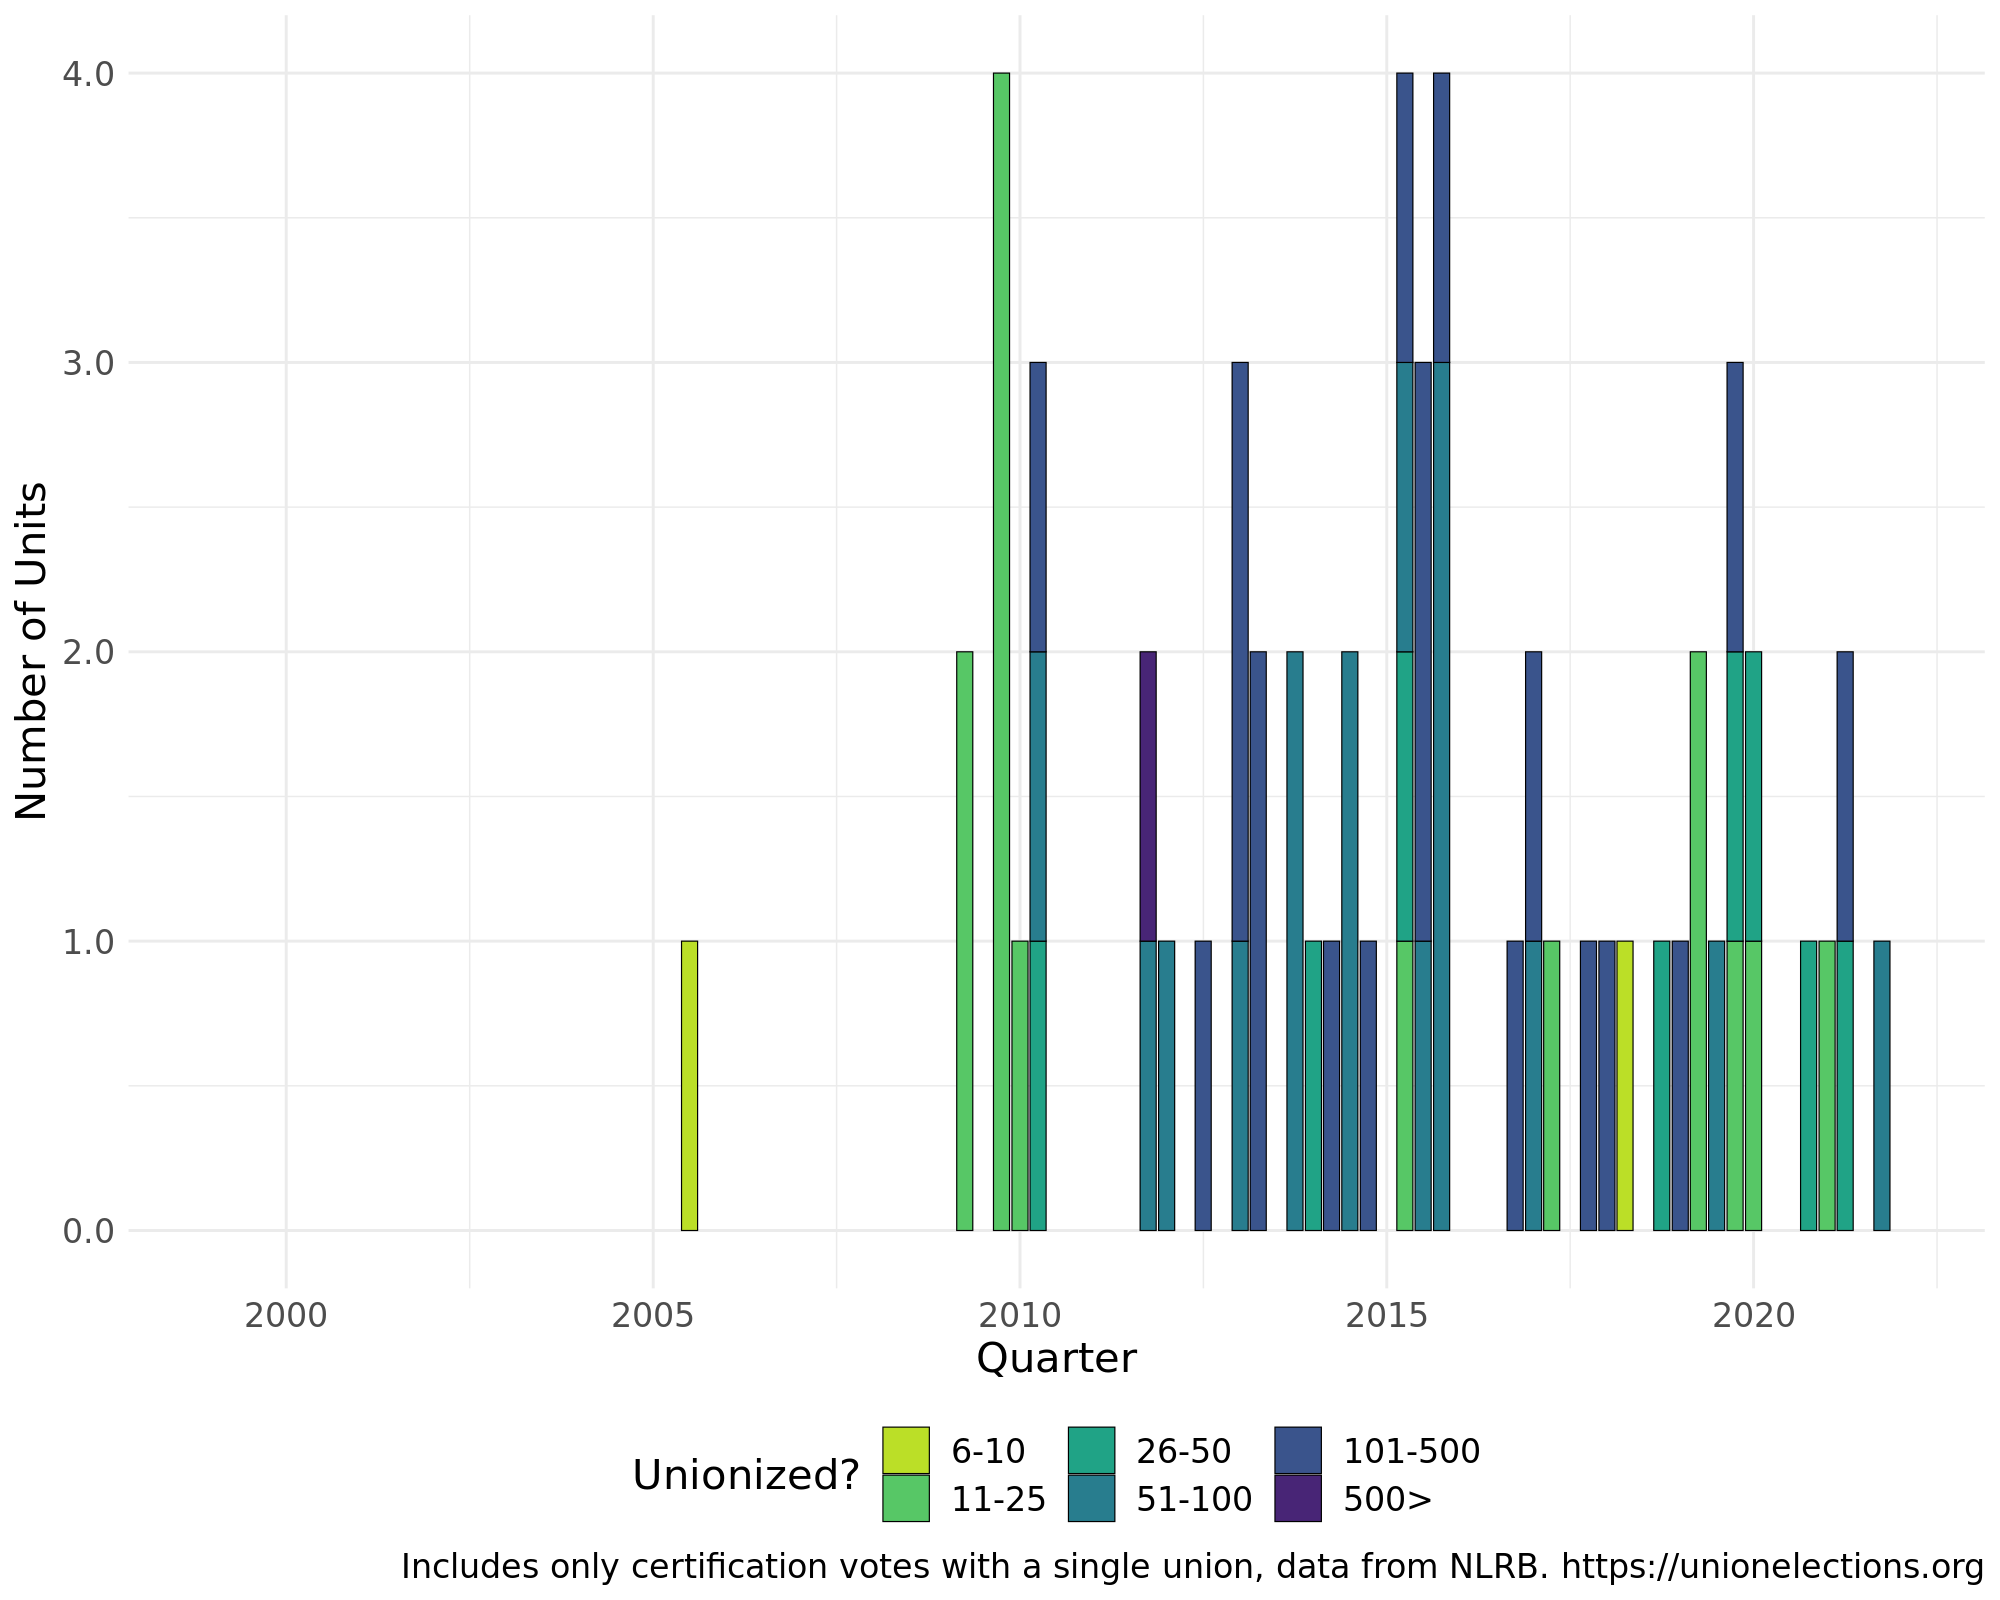 4.0
3.0
2.0
1.0
0.0
Number of Units
2000 2005 2010 2015 2020
Quarter
Unionized?
6-10 26-50 101-500
11-25 51-100 500>
Includes only certification votes with a single union, data from NLRB. https://unionelections.org